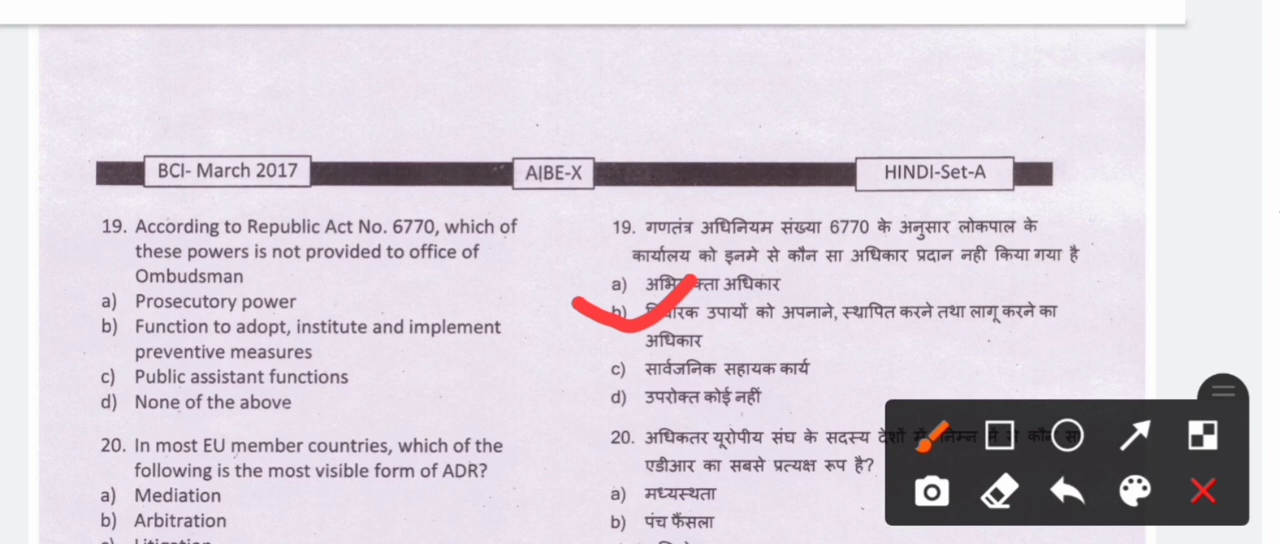 BCI- March 2017
AIBE-X
HINDI-Set-A
19. According to Republic Act No. 6770, which of
these powers is not provided to office of
Ombudsman
a) Prosecutory power
b) Function to adopt, institute and implement
preventive measures
c) Public assistant functions
d) None of the above
20. In most EU member countries, which of the
following is the most visible form of ADR?
a) Mediation
b) Arbitration
19. गणतंत्र अधिनियम संख्या 6770 के अनुसार लोकपाल के
कार्यालय को इनमे से कौन सा अधिकार प्रदान नही किया गया है
a) अधिकार
b) उपायों को अपनाने, स्थापित करने तथा लागू करने का
अधिकार
c) सार्वजनिक सहायक कार्य
d) उपरोक्त कोई नहीं
20. अधिकतर यूरोपीय संघ के सदस्य
एडीआर का सबसे प्रत्यक्ष रूप है?
a) मध्यस्थता
b) पंच फैंसला